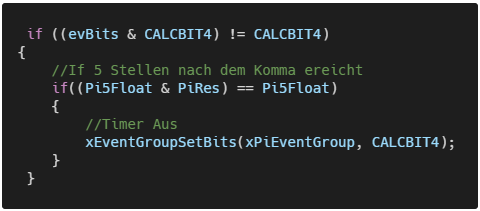 if ((evBits & CALCBIT4) != CALCBIT4)
{
//If 5 Stellen nach dem Komma ereicht
if((Pi5Float & PiRes) == Pi5Float)
{
//Timer Aus
xEventGroupSetBits(xPiEventGroup, CALCBIT4);
}
}